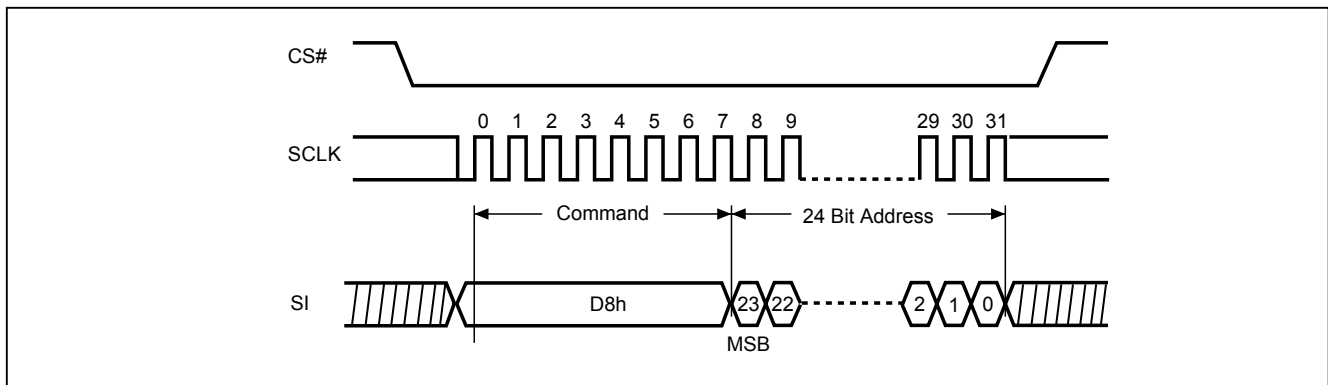 CS#
0 1 2 3 4 5 6 7 8 9 29 30 31
SCLK
Command 24 Bit Address
SI D8h 23 22 2 1 0
MSB